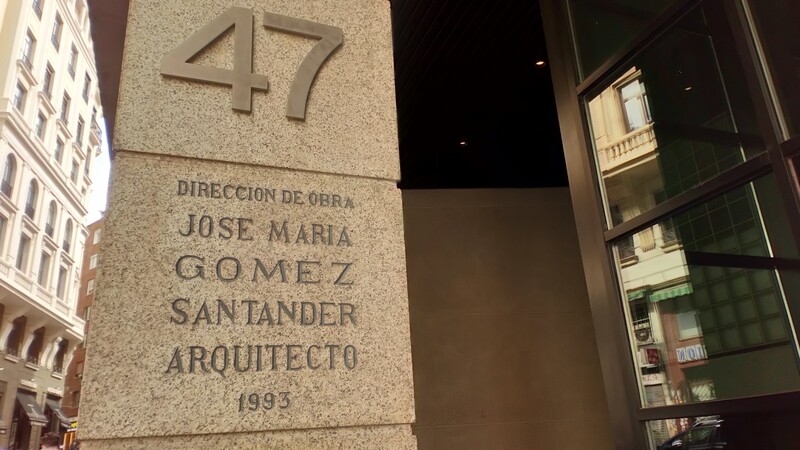 47
DIRECCION DE OBRA
JOSE MARIA
GOMEZ
SANTANDER
ARQUITECTO
1993